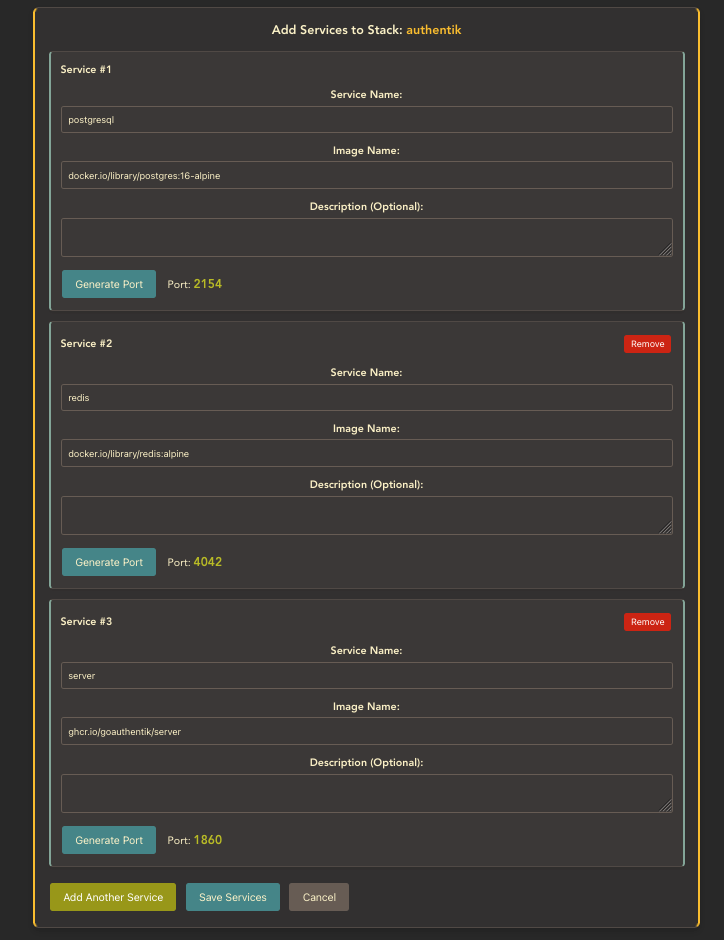 Add Services to Stack: authentik
Service #1
Service Name:
postgresql
Image Name:
docker.io/library/postgres:16-alpine
Description (Optional):
Generate Port Port: 2154
Service #2 Remove
Service Name:
redis
Image Name:
docker.io/library/redis:alpine
Description (Optional):
Generate Port Port: 4042
Service #3 Remove
Service Name:
server
Image Name:
ghcr.io/goauthentik/server
Description (Optional):
Generate Port Port: 1860
Add Another Service Save Services Cancel